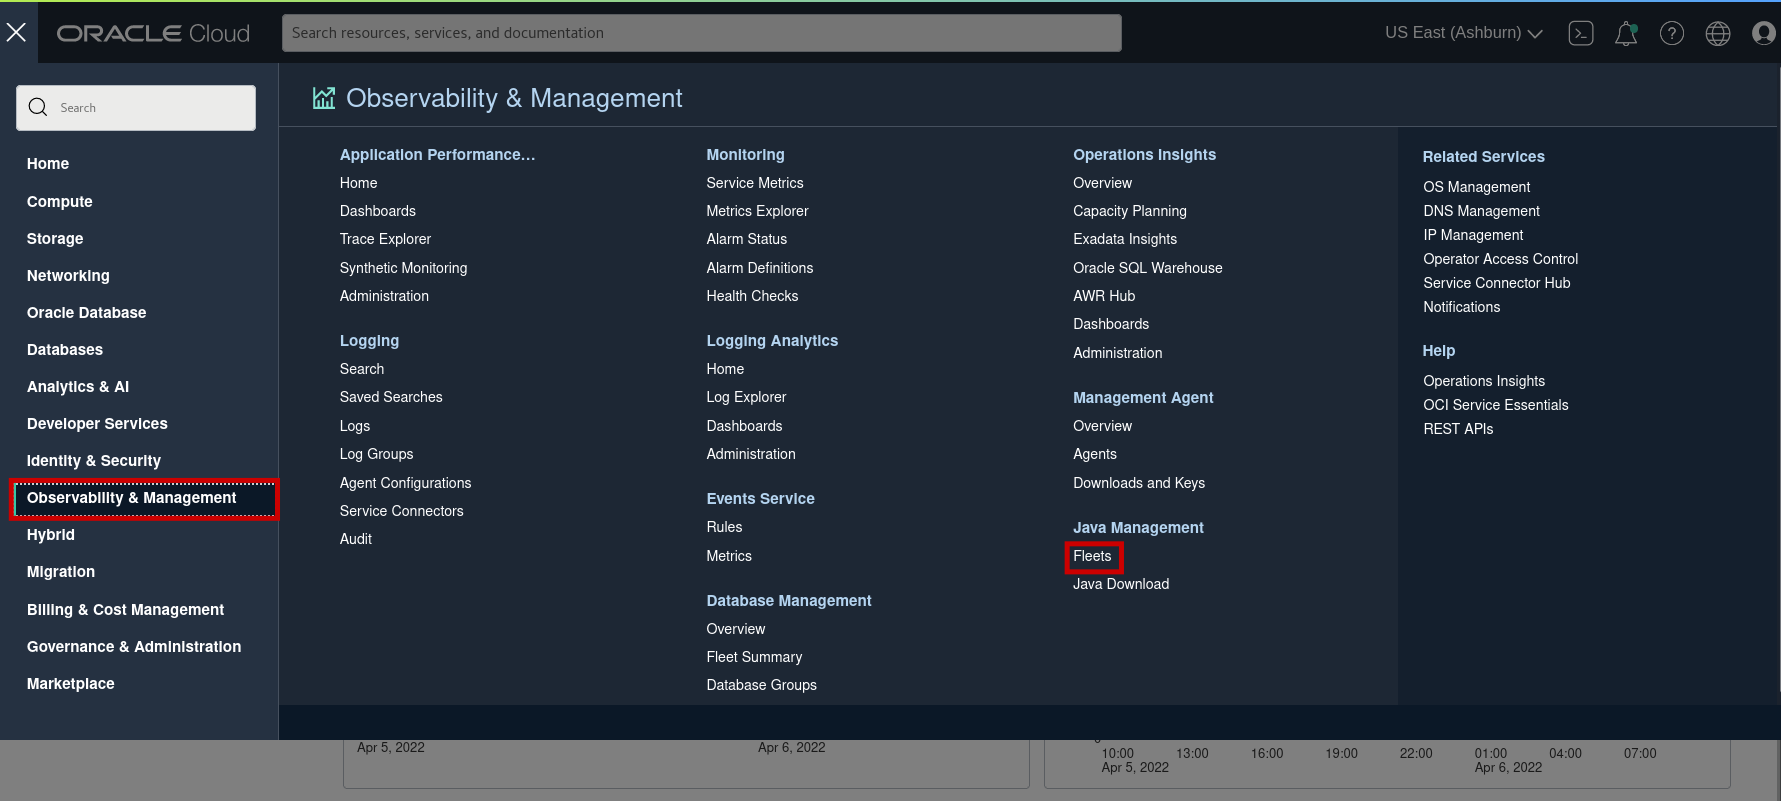 ORACLE Cloud
Search resources, services, and documentation
US East (Ashburn)
Search
Home
Compute
Storage
Networking
Oracle Database
Databases
Analytics & AI
Developer Services
Identity & Security
Observability & Management
Hybrid
Migration
Billing & Cost Management
Governance & Administration
Marketplace
Observability & Management
Application Performance...
Home
Dashboards
Trace Explorer
Synthetic Monitoring
Administration
Logging
Search
Saved Searches
Logs
Log Groups
Agent Configurations
Service Connectors
Audit
Monitoring
Service Metrics
Metrics Explorer
Alarm Status
Alarm Definitions
Health Checks
Logging Analytics
Home
Log Explorer
Dashboards
Administration
Events Service
Rules
Metrics
Database Management
Overview
Fleet Summary
Database Groups
Operations Insights
Overview
Capacity Planning
Exadata Insights
Oracle SQL Warehouse
AWR Hub
Dashboards
Administration
Management Agent
Overview
Agents
Downloads and Keys
Java Management
Fleets
Java Download
Related Services
OS Management
DNS Management
IP Management
Operator Access Control
Service Connector Hub
Notifications
Help
Operations Insights
OCI Service Essentials
REST APIs
Apr 5, 2022 Apr 6, 2022
10:00 13:00 16:00 19:00 22:00 01:00 04:00 07:00
Apr 5, 2022 Apr 6, 2022